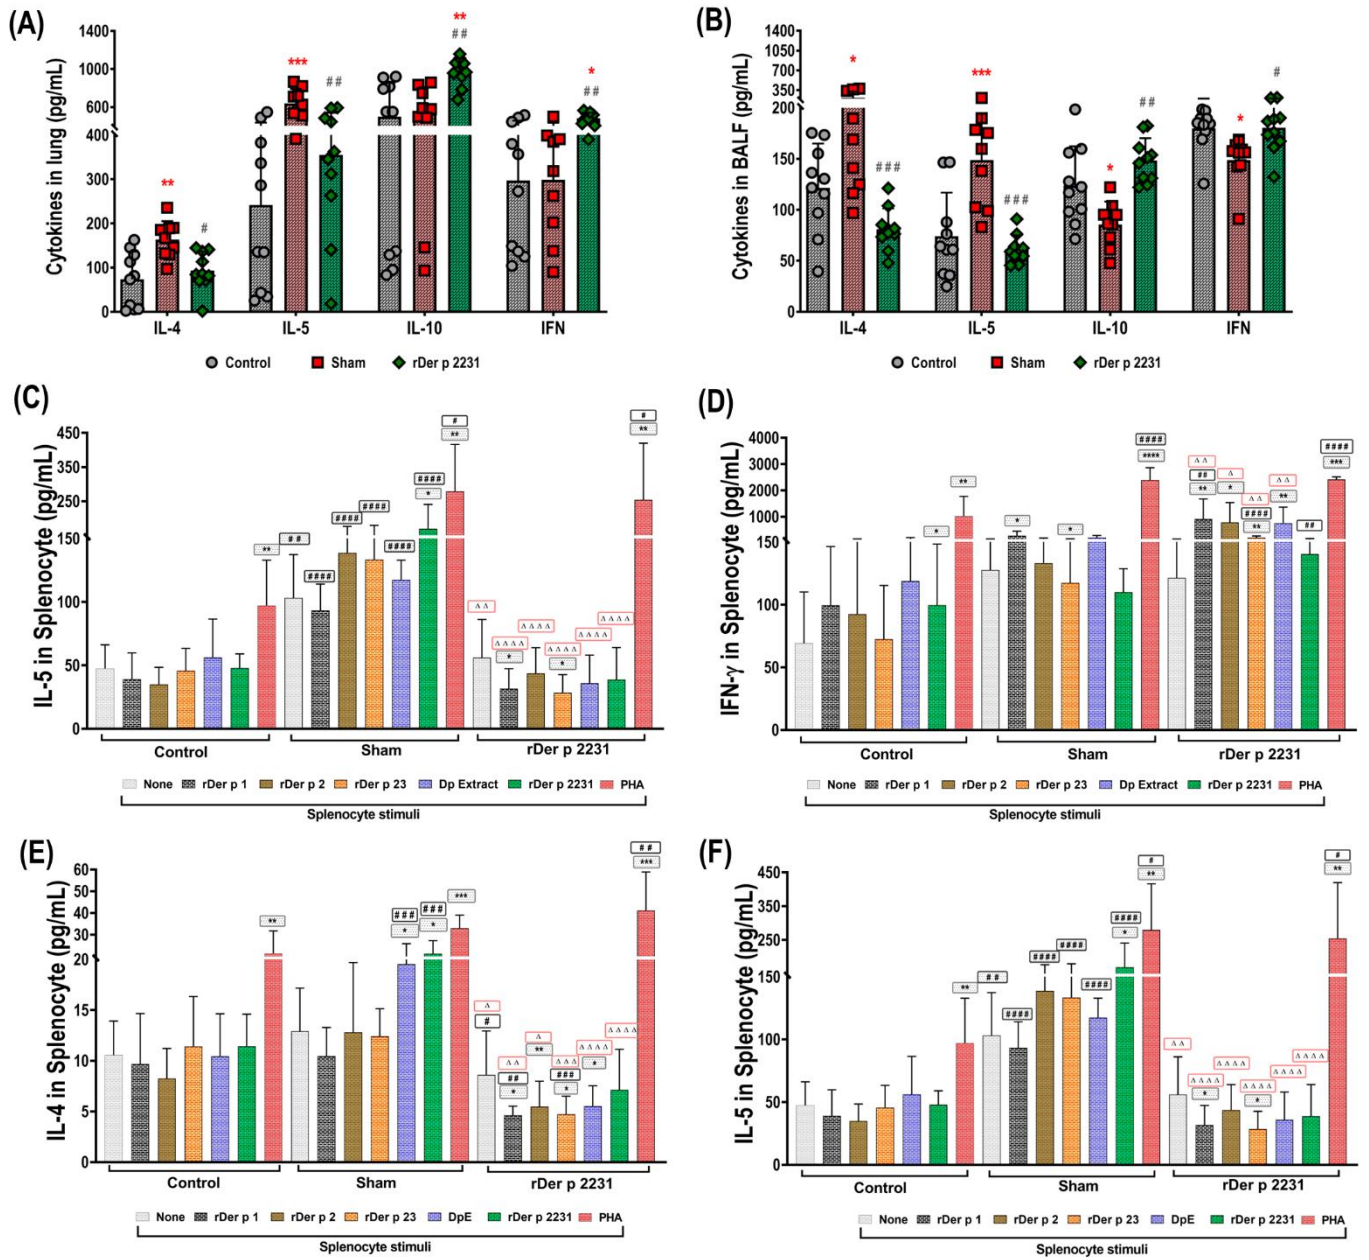 (A)
Cytokines in lung (pg/mL)
1400
1000
600
400
300
200
100
0
**
#
***
##
**
##
*
##
IL-4 IL-5 IL-10 IFN
Control Sham rDer p 2231
(B)
Cytokines in BALF (pg/mL)
1400
1050
700
350
200
150
100
50
0
*
###
***
###
*
##
*
#
IL-4 IL-5 IL-10 IFN
Control Sham rDer p 2231
(C)
IL-5 in Splenocyte (pg/mL)
450
350
250
150
100
50
0
**
##
####
####
####
####
####
*
#
**
Δ Δ
Δ Δ Δ Δ
*
Δ Δ Δ Δ
Δ Δ Δ Δ
*
Δ Δ Δ Δ
Δ Δ Δ Δ
#
**
Control Sham rDer p 2231
None rDer p 1 rDer p 2 rDer p 23 Dp Extract rDer p 2231 PHA
Splenocyte stimuli
(D)
IFN-γ in Splenocyte (pg/mL)
4000
3000
2000
1000
150
100
50
0
*
**
*
*
####
****
Δ Δ
##
**
Δ
*
Δ Δ
####
**
Δ Δ
**
##
####
***
Control Sham rDer p 2231
None rDer p 1 rDer p 2 rDer p 23 Dp Extract rDer p 2231 PHA
Splenocyte stimuli
(E)
IL-4 in Splenocyte (pg/mL)
60
50
40
30
20
15
10
5
0
**
###
*
###
*
***
Δ
#
Δ Δ
##
*
Δ
**
Δ Δ Δ
###
*
Δ Δ Δ Δ
*
Δ Δ Δ Δ
##
***
Control Sham rDer p 2231
None rDer p 1 rDer p 2 rDer p 23 DpE rDer p 2231 PHA
Splenocyte stimuli
(F)
IL-5 in Splenocyte (pg/mL)
450
350
250
150
100
50
0
**
##
####
####
####
####
####
*
#
**
Δ Δ
Δ Δ Δ Δ
*
Δ Δ Δ Δ
Δ Δ Δ Δ
*
Δ Δ Δ Δ
Δ Δ Δ Δ
#
**
Control Sham rDer p 2231
None rDer p 1 rDer p 2 rDer p 23 DpE rDer p 2231 PHA
Splenocyte stimuli